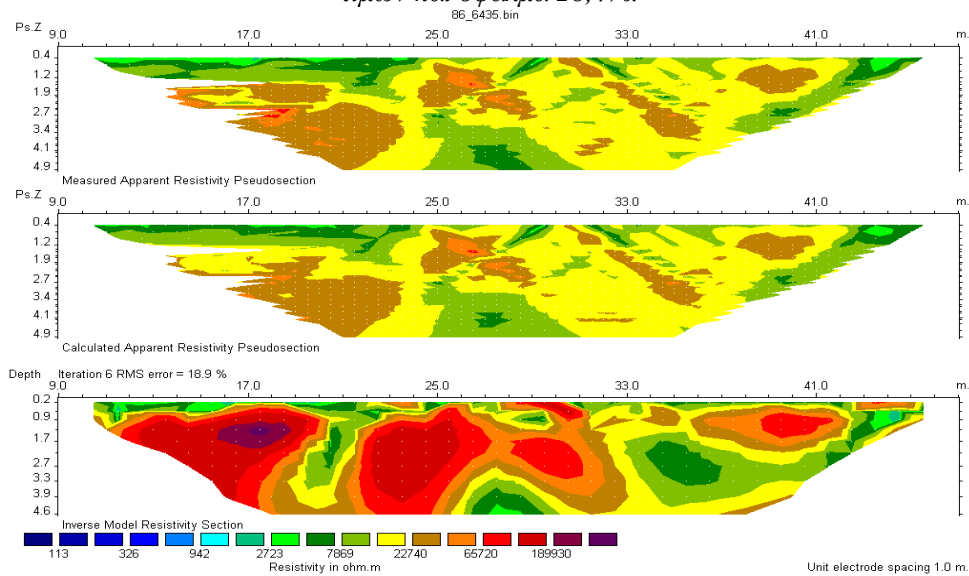 86_6435.bin
Ps.Z 9.0 17.0 25.0 33.0 41.0 m.
0.4
1.2
1.9
2.7
3.4
4.1
4.9
Measured Apparent Resistivity Pseudosection
Ps.Z 9.0 17.0 25.0 33.0 41.0 m.
0.4
1.2
1.9
2.7
3.4
4.1
4.9
Calculated Apparent Resistivity Pseudosection
Depth Iteration 6 RMS error = 18.9 %
9.0 17.0 25.0 33.0 41.0 m.
0.2
0.9
1.7
2.7
3.3
3.9
4.6
Inverse Model Resistivity Section
113 326 942 2723 7869 22740 65720 189930
Resistivity in ohm.m
Unit electrode spacing 1.0 m.